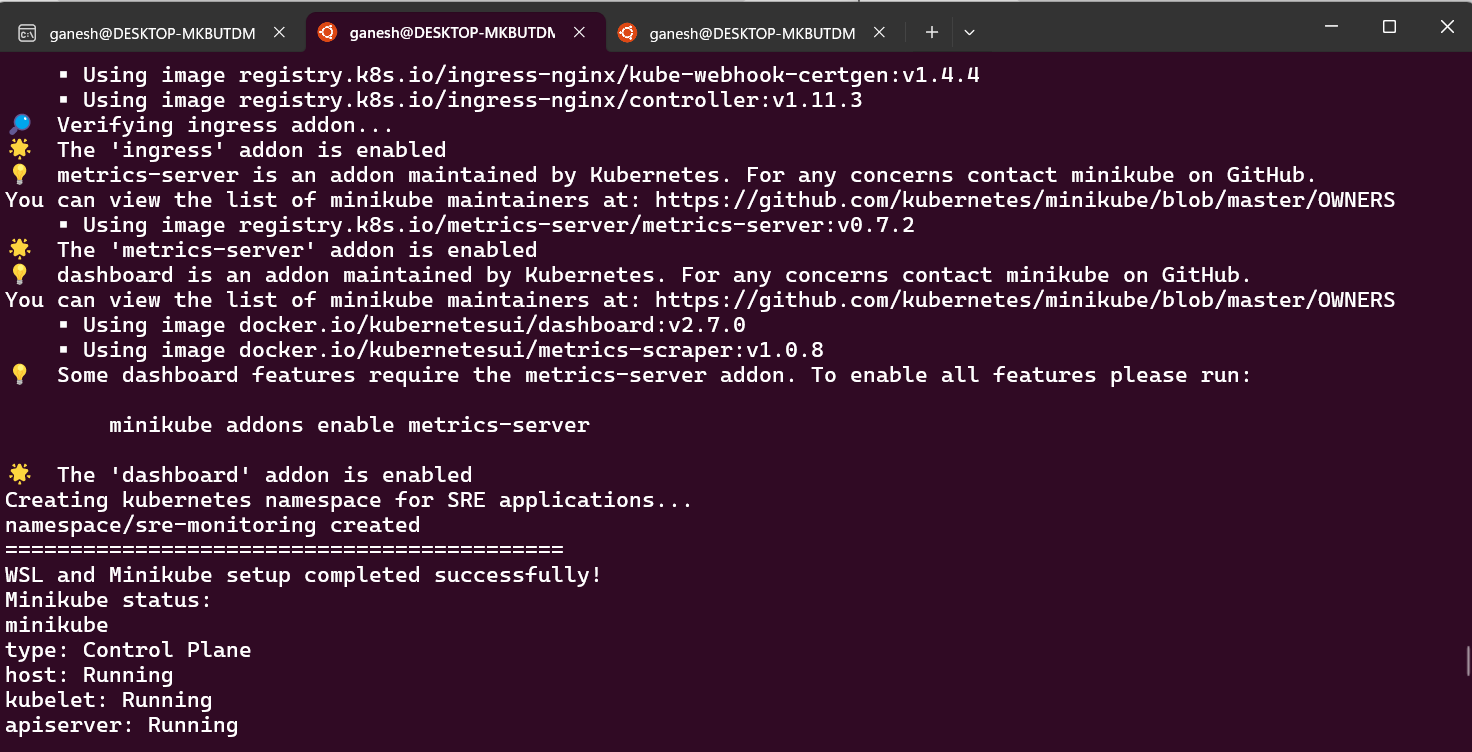 ganesh@DESKTOP-MKBUTDM
ganesh@DESKTOP-MKBUTDM
ganesh@DESKTOP-MKBUTDM
▪ Using image registry.k8s.io/ingress-nginx/kube-webhook-certgen:v1.4.4
▪ Using image registry.k8s.io/ingress-nginx/controller:v1.11.3
Verifying ingress addon...
The 'ingress' addon is enabled
metrics-server is an addon maintained by Kubernetes. For any concerns contact minikube on GitHub.
You can view the list of minikube maintainers at: https://github.com/kubernetes/minikube/blob/master/OWNERS
▪ Using image registry.k8s.io/metrics-server/metrics-server:v0.7.2
The 'metrics-server' addon is enabled
dashboard is an addon maintained by Kubernetes. For any concerns contact minikube on GitHub.
You can view the list of minikube maintainers at: https://github.com/kubernetes/minikube/blob/master/OWNERS
▪ Using image docker.io/kubernetesui/dashboard:v2.7.0
▪ Using image docker.io/kubernetesui/metrics-scraper:v1.0.8
Some dashboard features require the metrics-server addon. To enable all features please run:
minikube addons enable metrics-server
The 'dashboard' addon is enabled
Creating kubernetes namespace for SRE applications...
namespace/sre-monitoring created
===========================================
WSL and Minikube setup completed successfully!
Minikube status:
minikube
type: Control Plane
host: Running
kubelet: Running
apiserver: Running